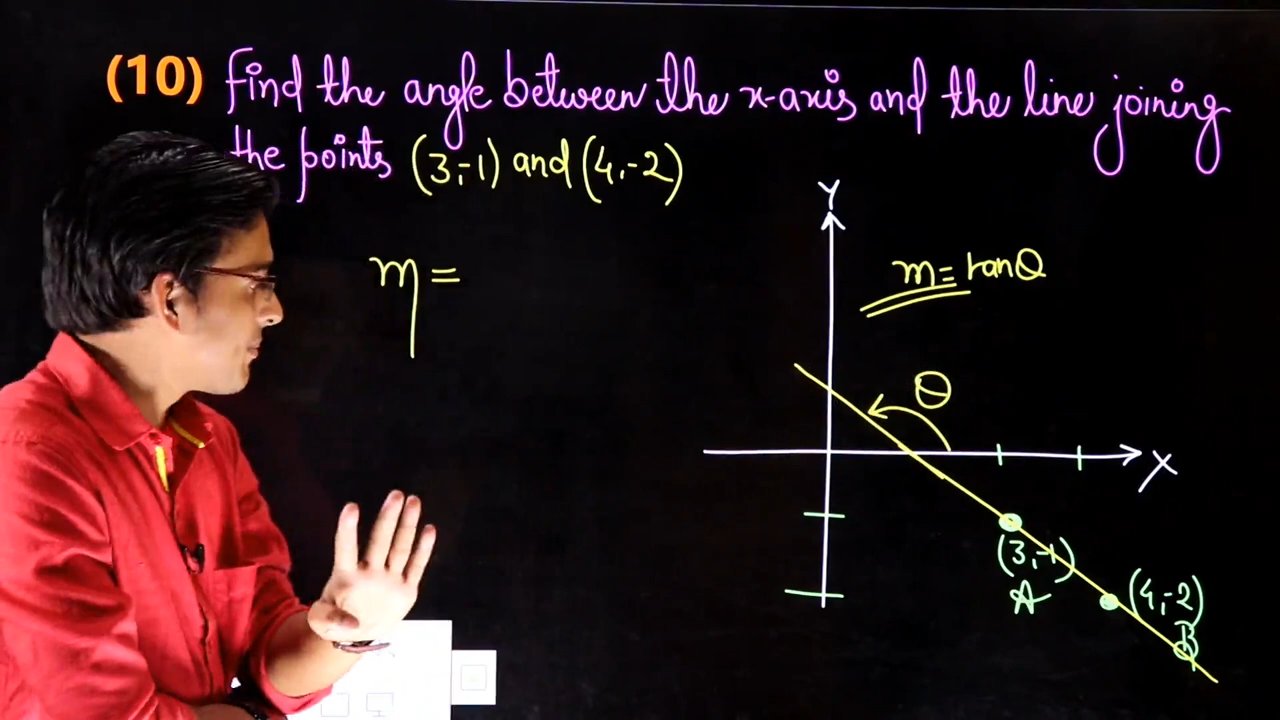 (10) Find the angle between the x-axis and the line joining
the points (3,-1) and (4,-2)
Y
m =
m = tanθ
θ
X
(3,-1)
A
(4,-2)
B